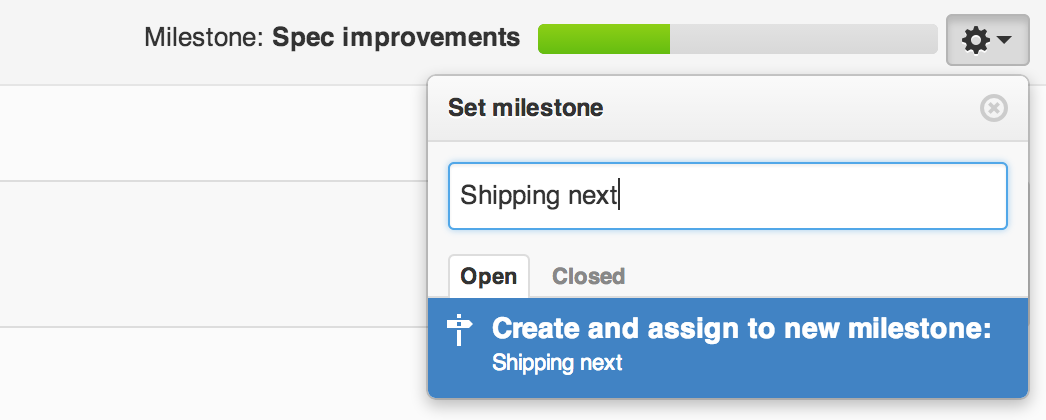 Milestone: Spec improvements
Set milestone
Shipping next
Open Closed
Create and assign to new milestone:
Shipping next